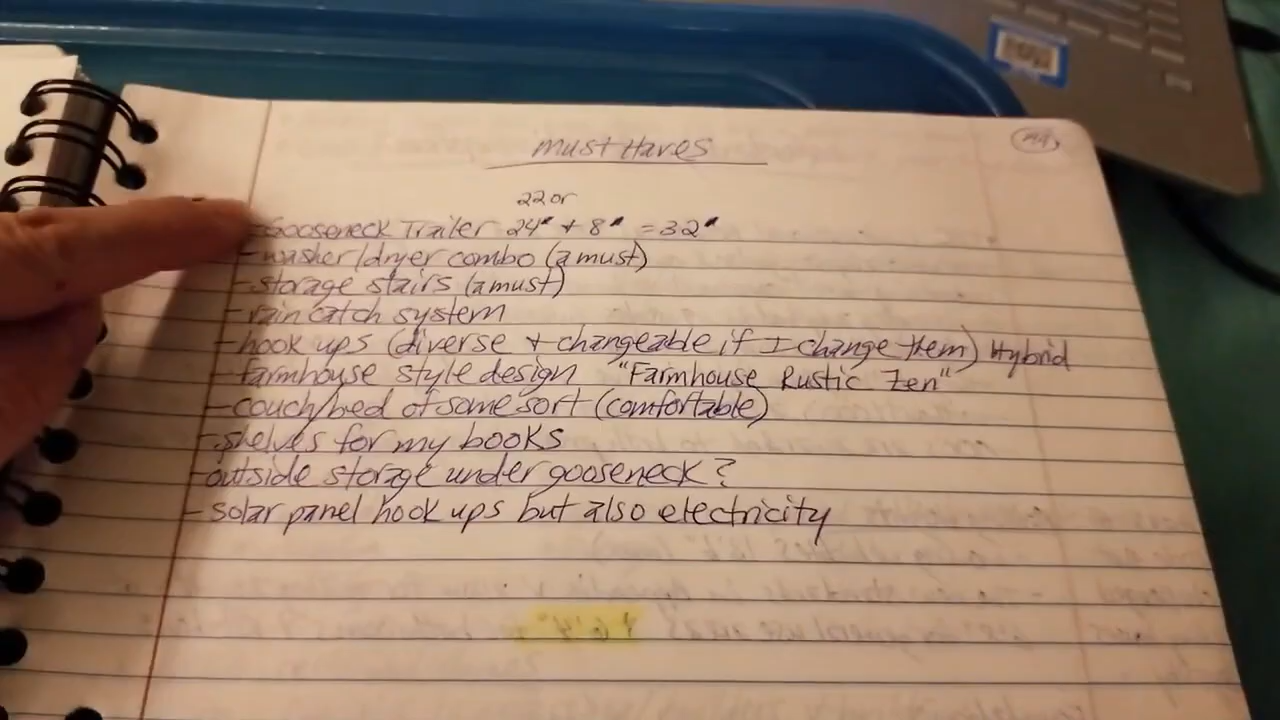 must Haves
22 or
- Gooseneck Trailer 24' + 8' = 32'
- washer/dryer combo (a must)
- storage stairs (a must)
- rain catch system
- hook ups (diverse + changeable if I change them) Hybrid
- farmhouse style design "Farmhouse Rustic Zen"
- couch/bed of some sort (comfortable)
- shelves for my books
- outside storage under gooseneck?
- solar panel hook ups but also electricity